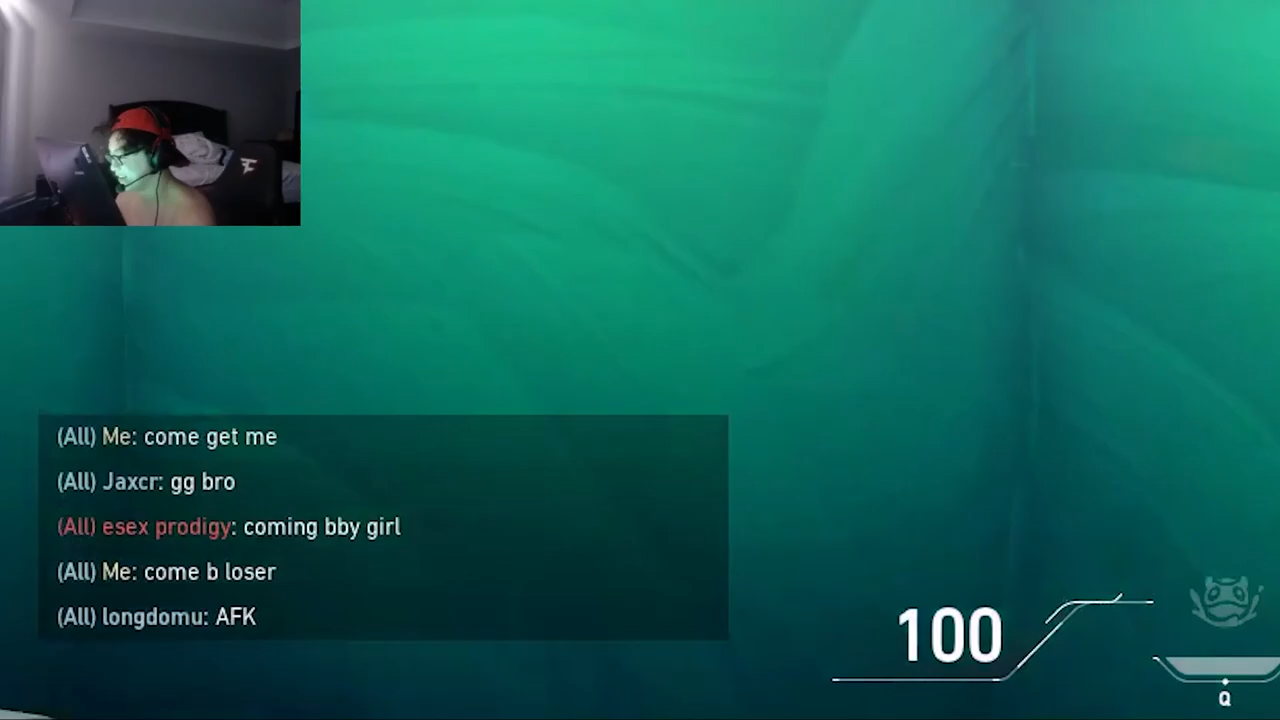 (All) Me: come get me
(All) Jaxcr: gg bro
(All) esex prodigy: coming bby girl
(All) Me: come b loser
(All) longdomu: AFK
100
Q